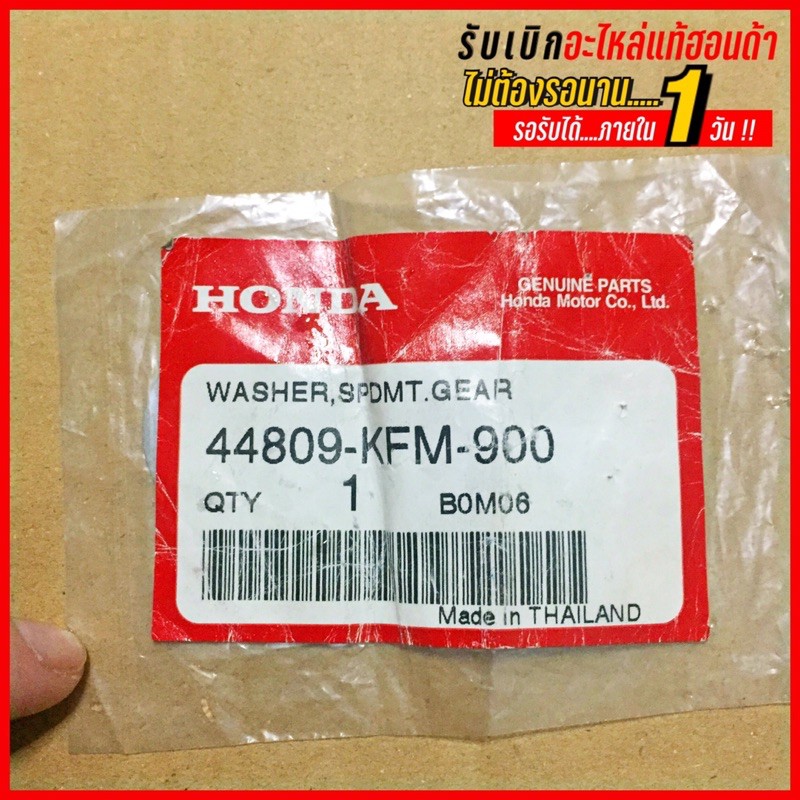 รับเบิกอะไหล่แท้ฮอนด้า
ไม่ต้องรอนาน.....1
รอรับได้....ภายใน วัน !!
HONDA
GENUINE PARTS
Honda Motor Co., Ltd.
WASHER,SPDMT.GEAR
44809-KFM-900
QTY 1 B0M06
Made in THAILAND